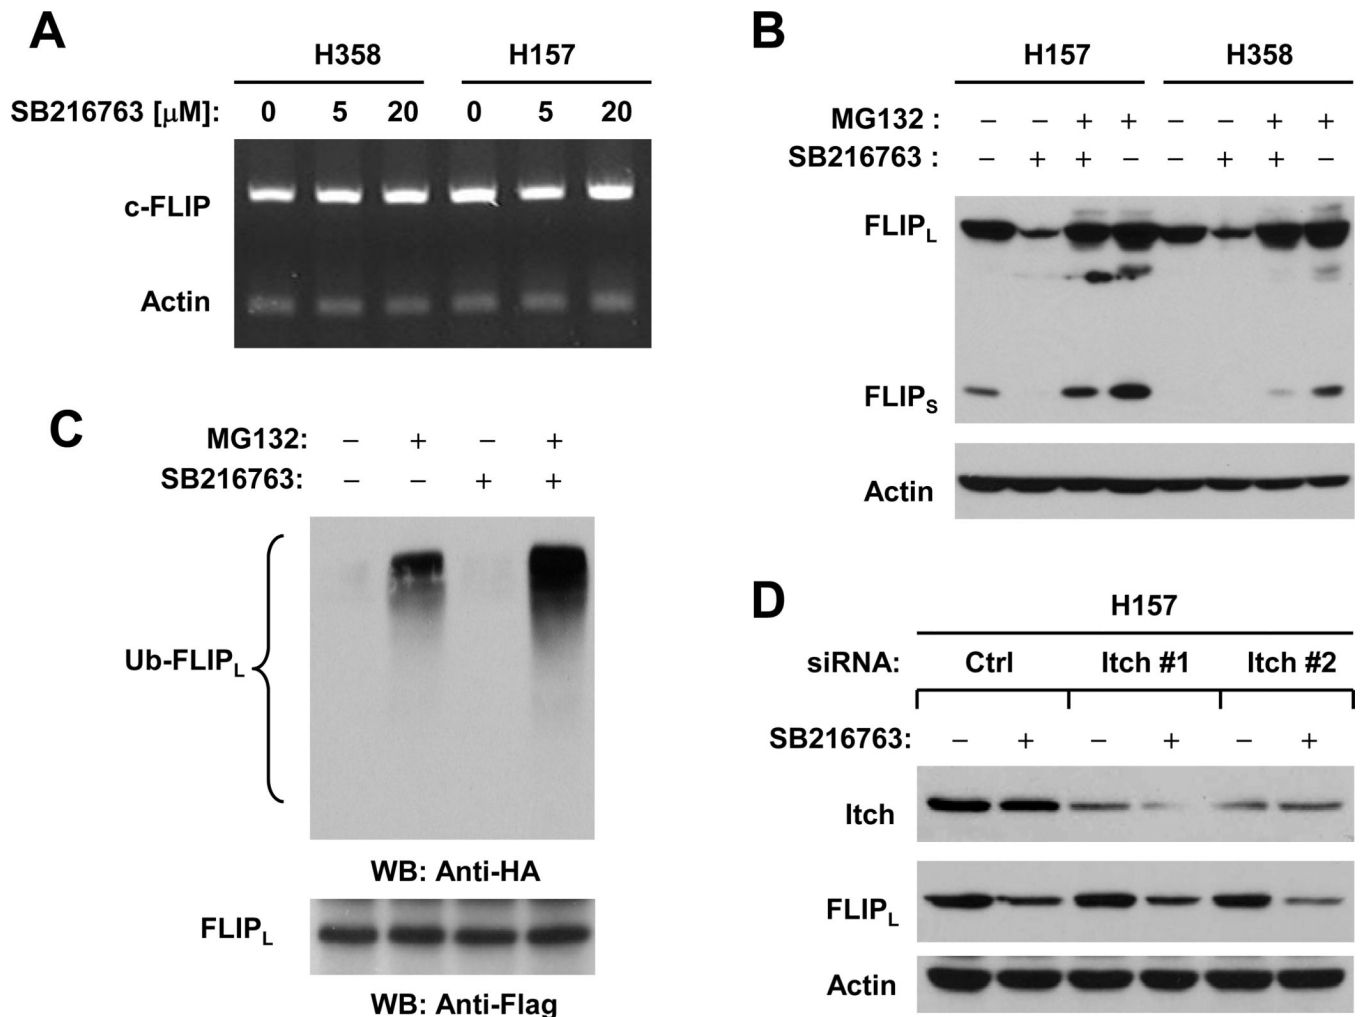 A
H358 H157
SB216763 [μM]: 0 5 20 0 5 20
c-FLIP
Actin
B
H157 H358
MG132 : – – + + – – + +
SB216763 : – + + – – + + –
FLIPL
FLIPS
Actin
C
MG132: – + – +
SB216763: – – + +
Ub-FLIPL
WB: Anti-HA
FLIPL
WB: Anti-Flag
D
H157
siRNA: Ctrl Itch #1 Itch #2
SB216763: – + – + – +
Itch
FLIPL
Actin